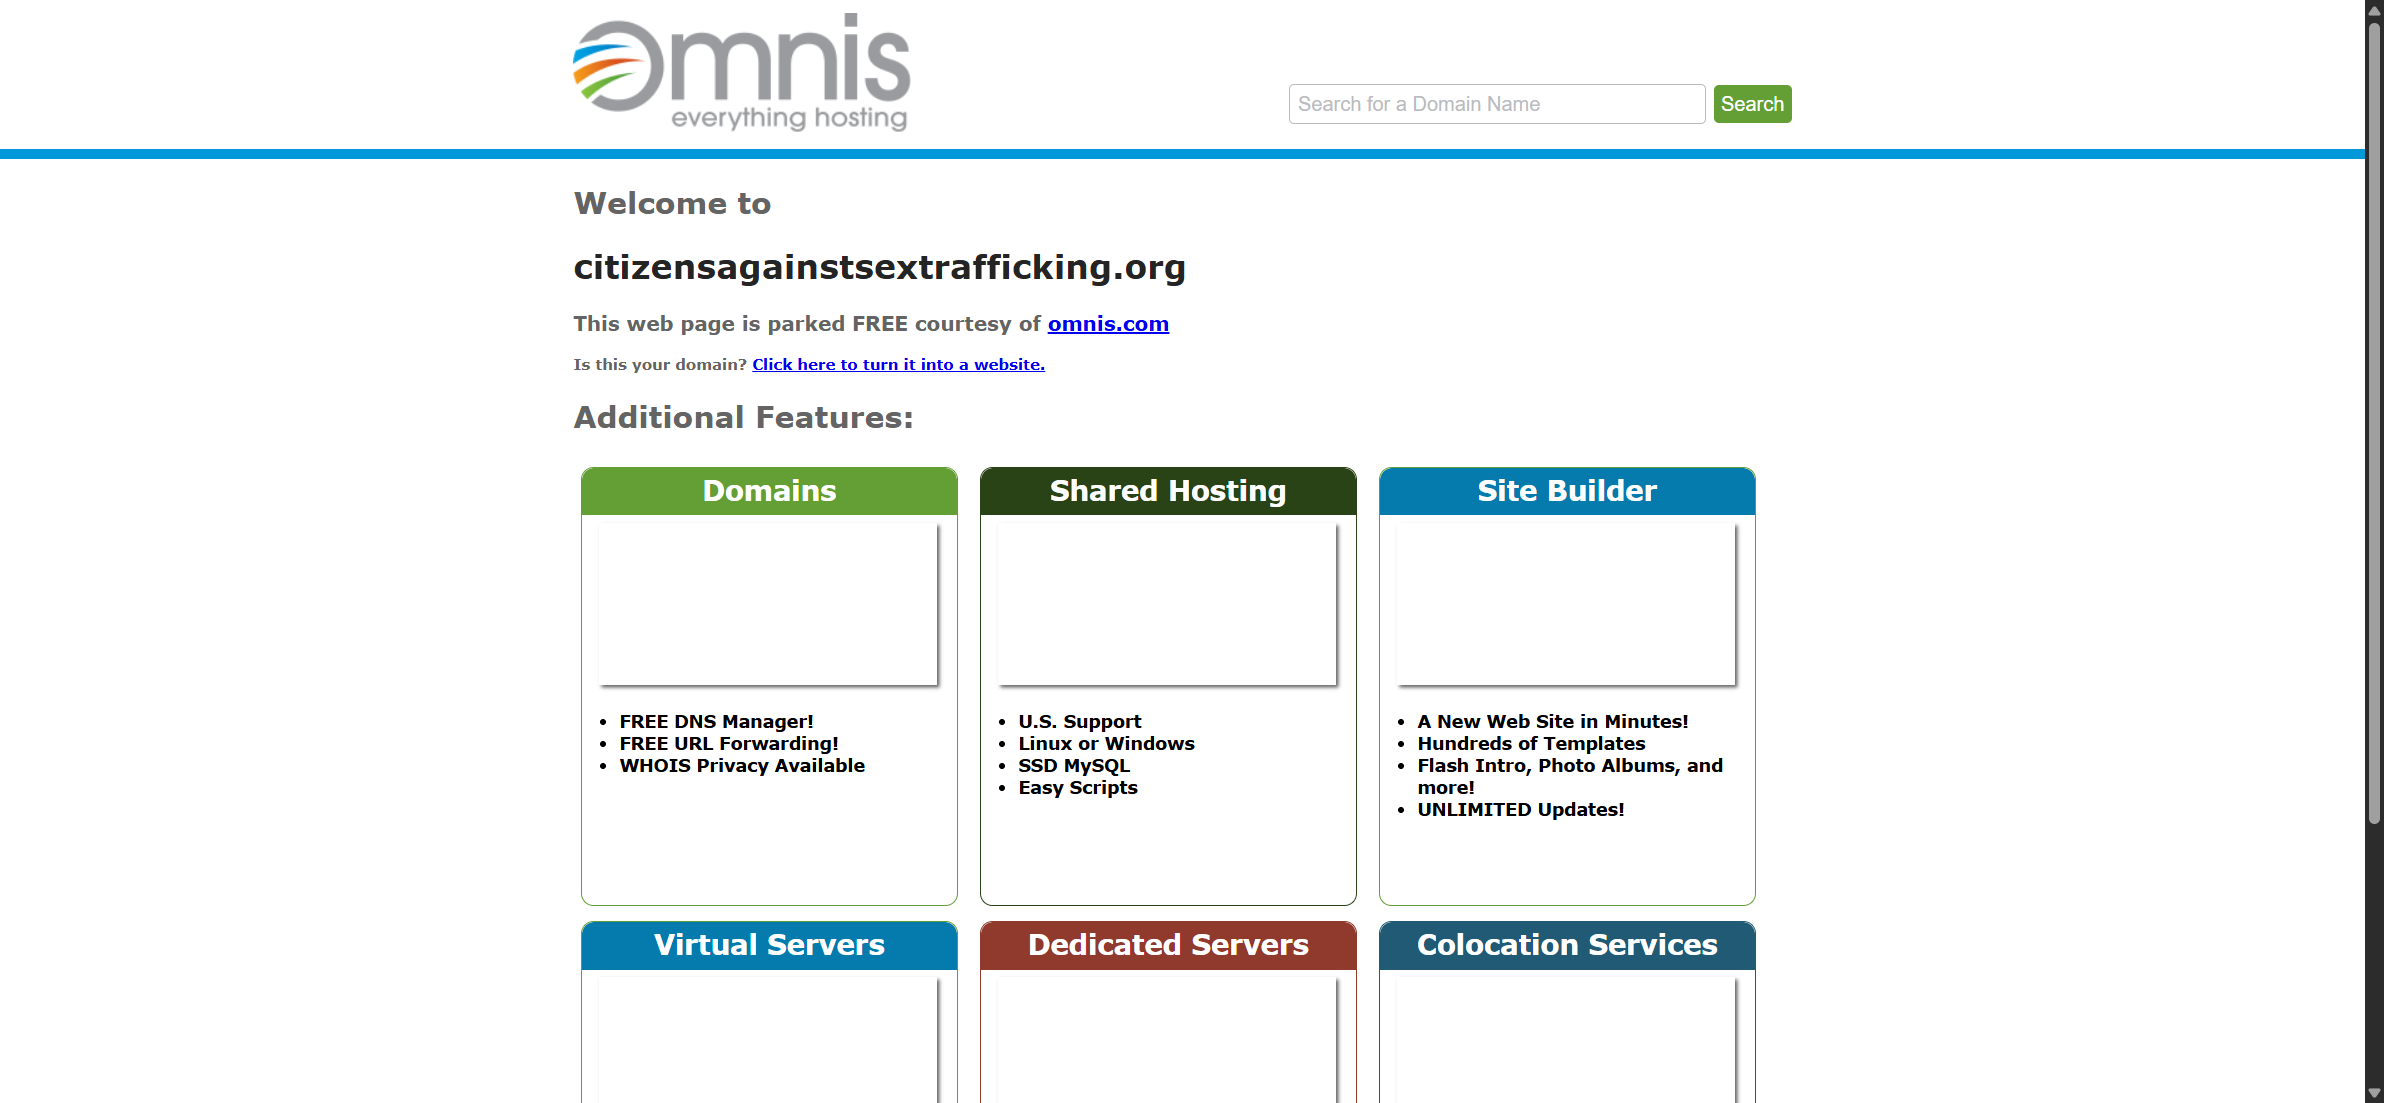 Omnis
everything hosting
Search for a Domain Name
Search
Welcome to
citizensagainstsextrafficking.org
This web page is parked FREE courtesy of omnis.com
Is this your domain? Click here to turn it into a website.
Additional Features:
Domains
FREE DNS Manager!
FREE URL Forwarding!
WHOIS Privacy Available
Shared Hosting
U.S. Support
Linux or Windows
SSD MySQL
Easy Scripts
Site Builder
A New Web Site in Minutes!
Hundreds of Templates
Flash Intro, Photo Albums, and
more!
UNLIMITED Updates!
Virtual Servers
Dedicated Servers
Colocation Services